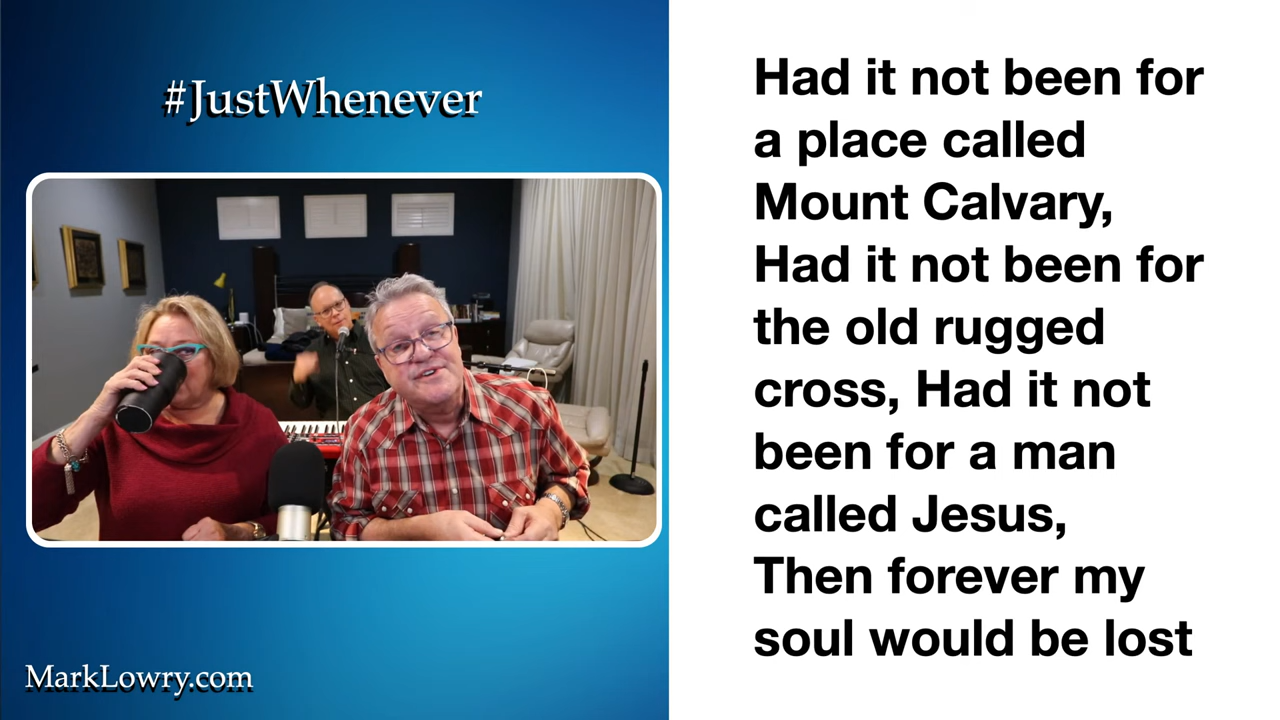 #JustWhenever
MarkLowry.com
Had it not been for
a place called
Mount Calvary,
Had it not been for
the old rugged
cross, Had it not
been for a man
called Jesus,
Then forever my
soul would be lost